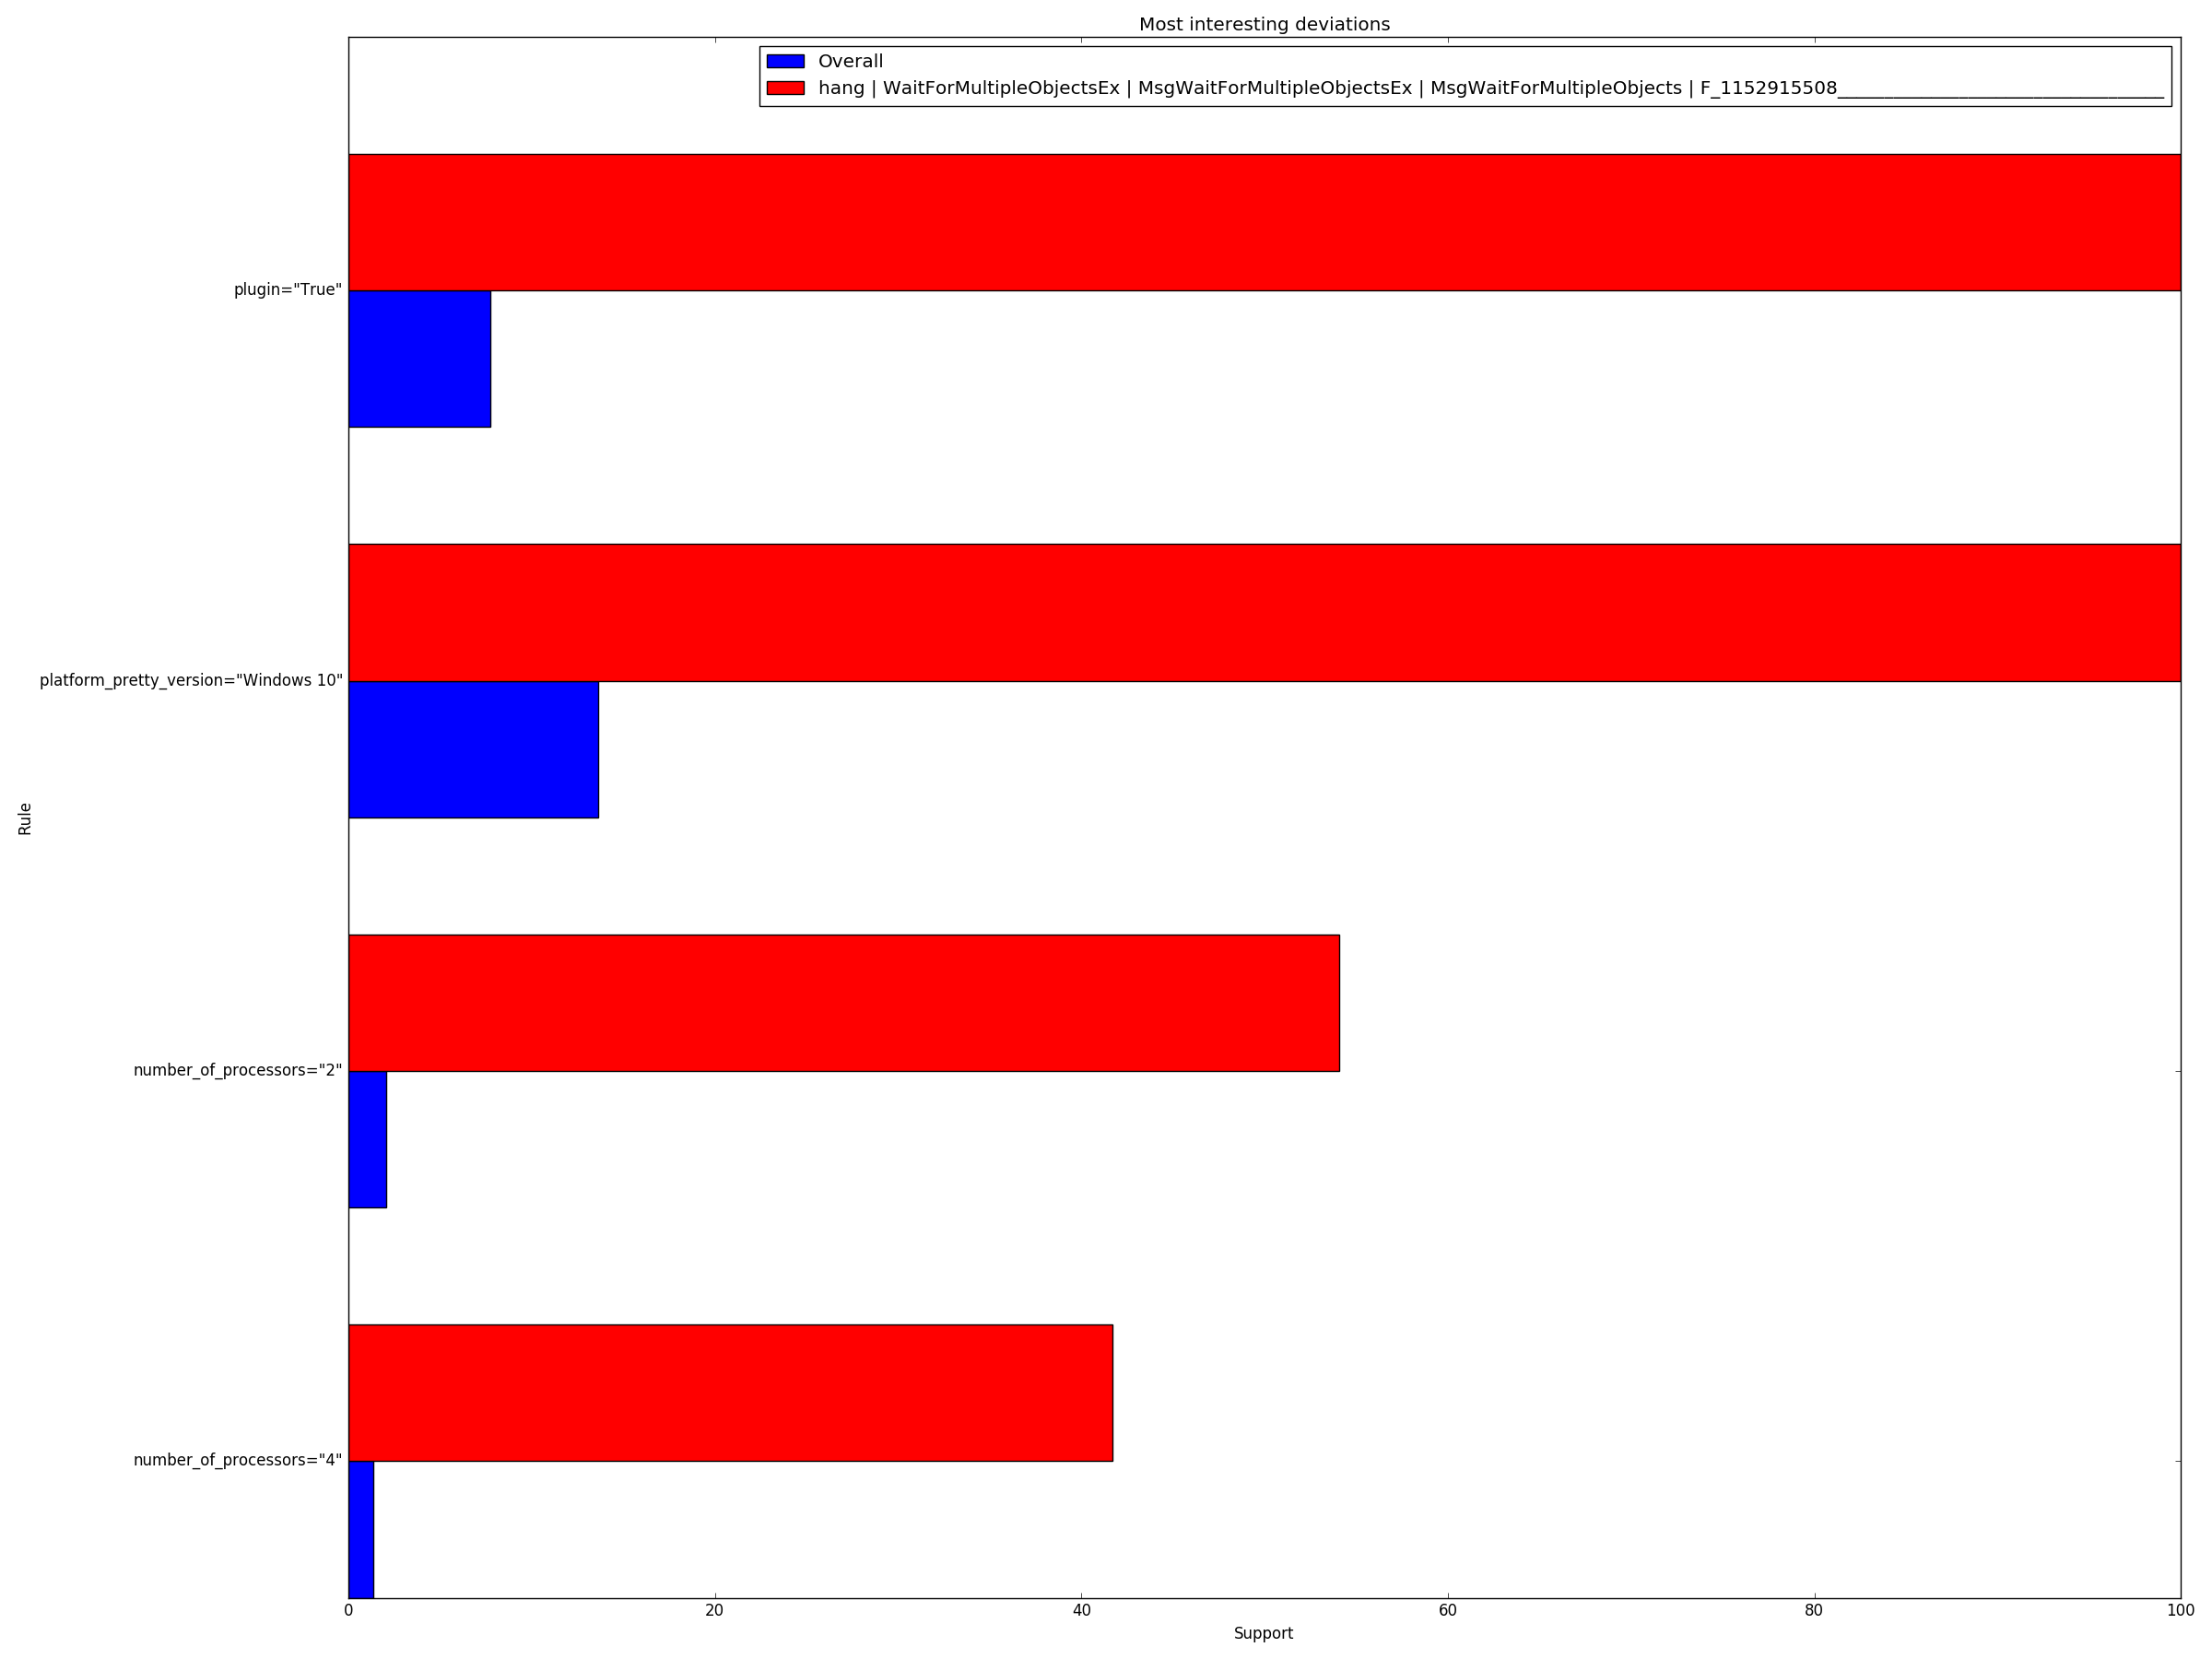 Most interesting deviations
Overall
hang | WaitForMultipleObjectsEx | MsgWaitForMultipleObjectsEx | MsgWaitForMultipleObjects | F_1152915508___________________________________
plugin="True"
platform_pretty_version="Windows 10"
Rule
number_of_processors="2"
number_of_processors="4"
0 20 40 60 80 100
Support